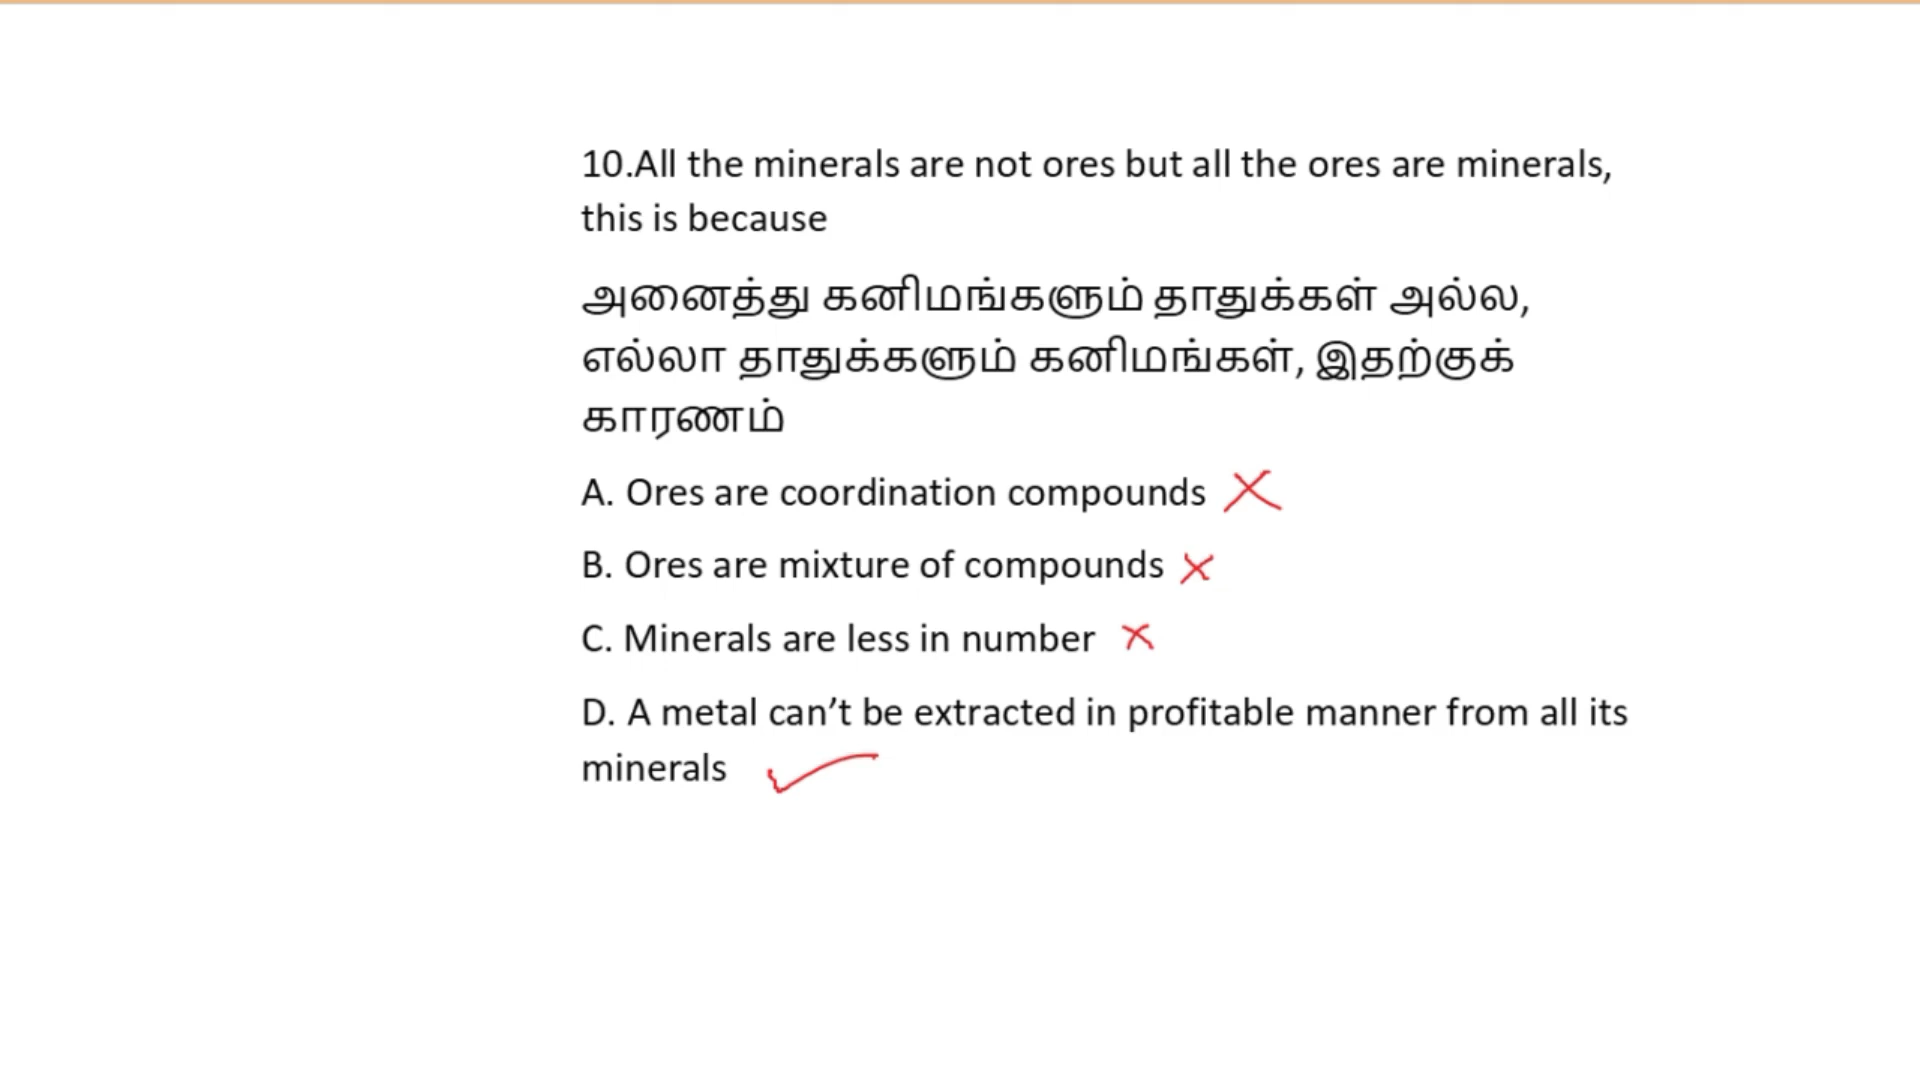 10.All the minerals are not ores but all the ores are minerals,
this is because
அனைத்து கனிமங்களும் தாதுக்கள் அல்ல,
எல்லா தாதுக்களும் கனிமங்கள், இதற்குக்
காரணம்
A. Ores are coordination compounds
B. Ores are mixture of compounds
C. Minerals are less in number
D. A metal can’t be extracted in profitable manner from all its
minerals